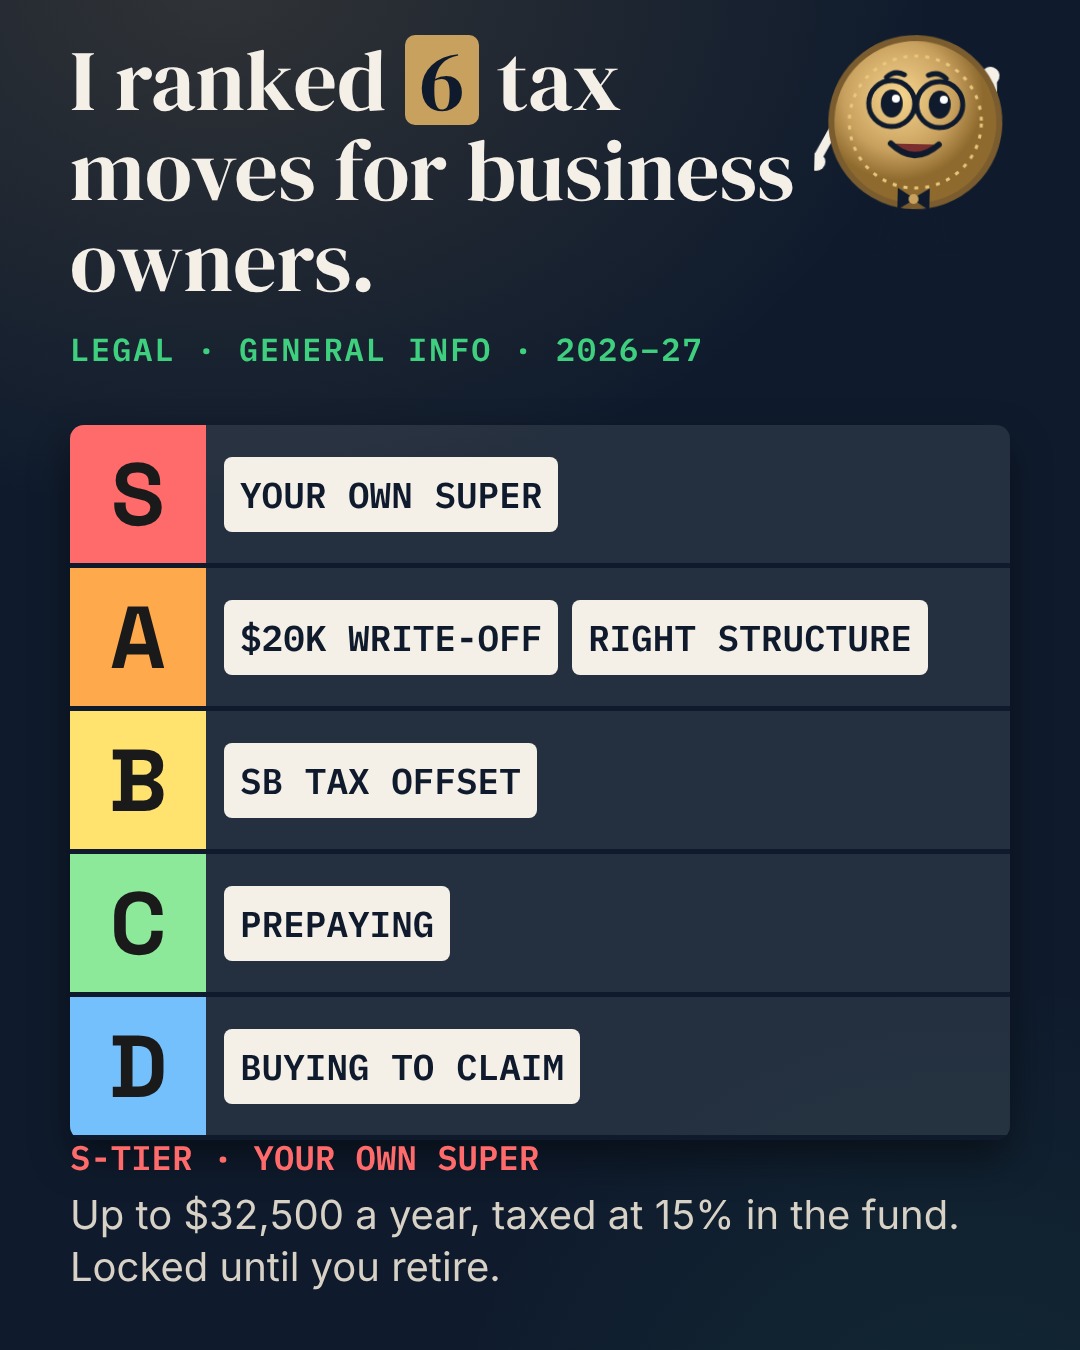 I ranked 6 tax
moves for business
owners.
LEGAL · GENERAL INFO · 2026–27
S
YOUR OWN SUPER
A
$20K WRITE-OFF
RIGHT STRUCTURE
B
SB TAX OFFSET
C
PREPAYING
D
BUYING TO CLAIM
S-TIER · YOUR OWN SUPER
Up to $32,500 a year, taxed at 15% in the fund.
Locked until you retire.